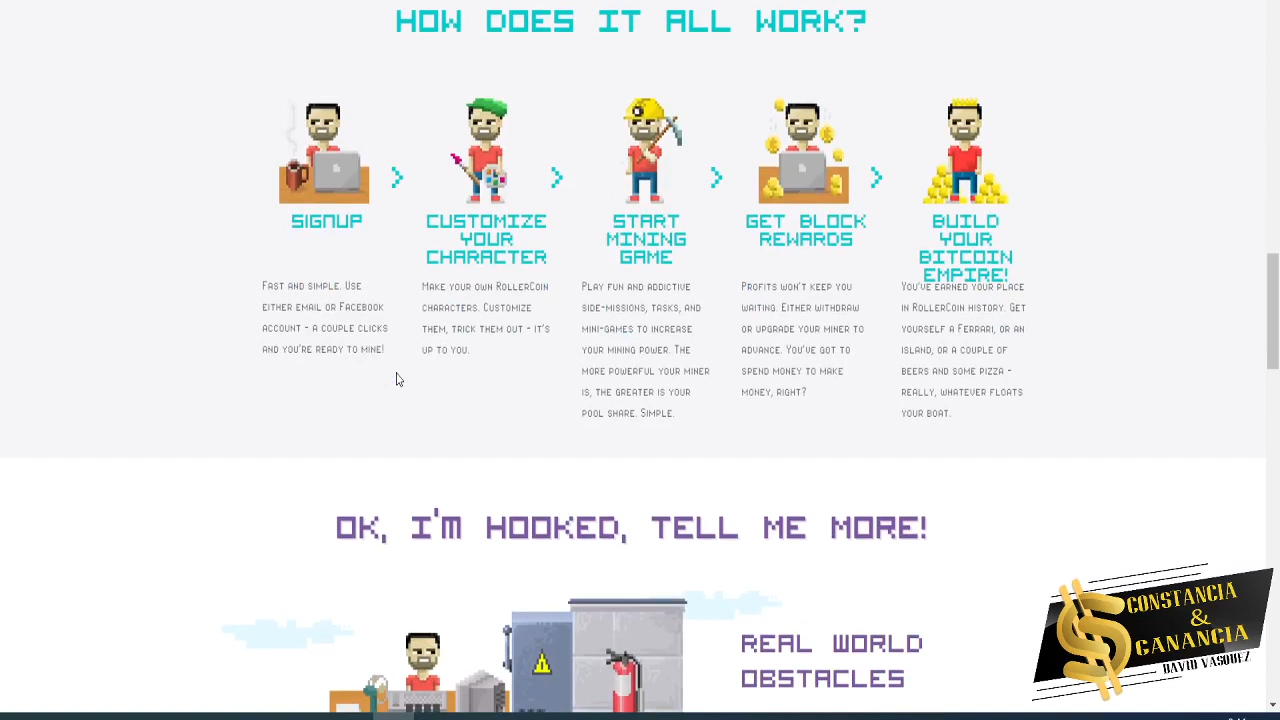 HOW DOES IT ALL WORK?
SIGNUP
FAST AND SIMPLE. USE
EITHER EMAIL OR FACEBOOK
ACCOUNT - A COUPLE CLICKS
AND YOU'RE READY TO MINE!
CUSTOMIZE
YOUR
CHARACTER
MAKE YOUR OWN ROLLERCOIN
CHARACTERS. CUSTOMIZE
THEM, TRICK THEM OUT - IT'S
UP TO YOU.
START
MINING
GAME
PLAY FUN AND ADDICTIVE
SIDE-MISSIONS, TASKS, AND
MINI-GAMES TO INCREASE
YOUR MINING POWER. THE
MORE POWERFUL YOUR MINER
IS, THE GREATER IS YOUR
POOL SHARE. SIMPLE.
GET BLOCK
REWARDS
PROFITS WON'T KEEP YOU
WAITING. EITHER WITHDRAW
OR UPGRADE YOUR MINER TO
ADVANCE. YOU'VE GOT TO
SPEND MONEY TO MAKE
MONEY, RIGHT?
BUILD
YOUR
BITCOIN
EMPIRE!
YOU'VE EARNED YOUR PLACE
IN ROLLERCOIN HISTORY. GET
YOURSELF A FERRARI, OR AN
ISLAND, OR A COUPLE OF
BEERS AND SOME PIZZA -
REALLY, WHATEVER FLOATS
YOUR BOAT.
OK, I'M HOOKED, TELL ME MORE!
REAL WORLD
OBSTACLES
CONSTANCIA
&
GANANCIA
DAVID VASQUEZ